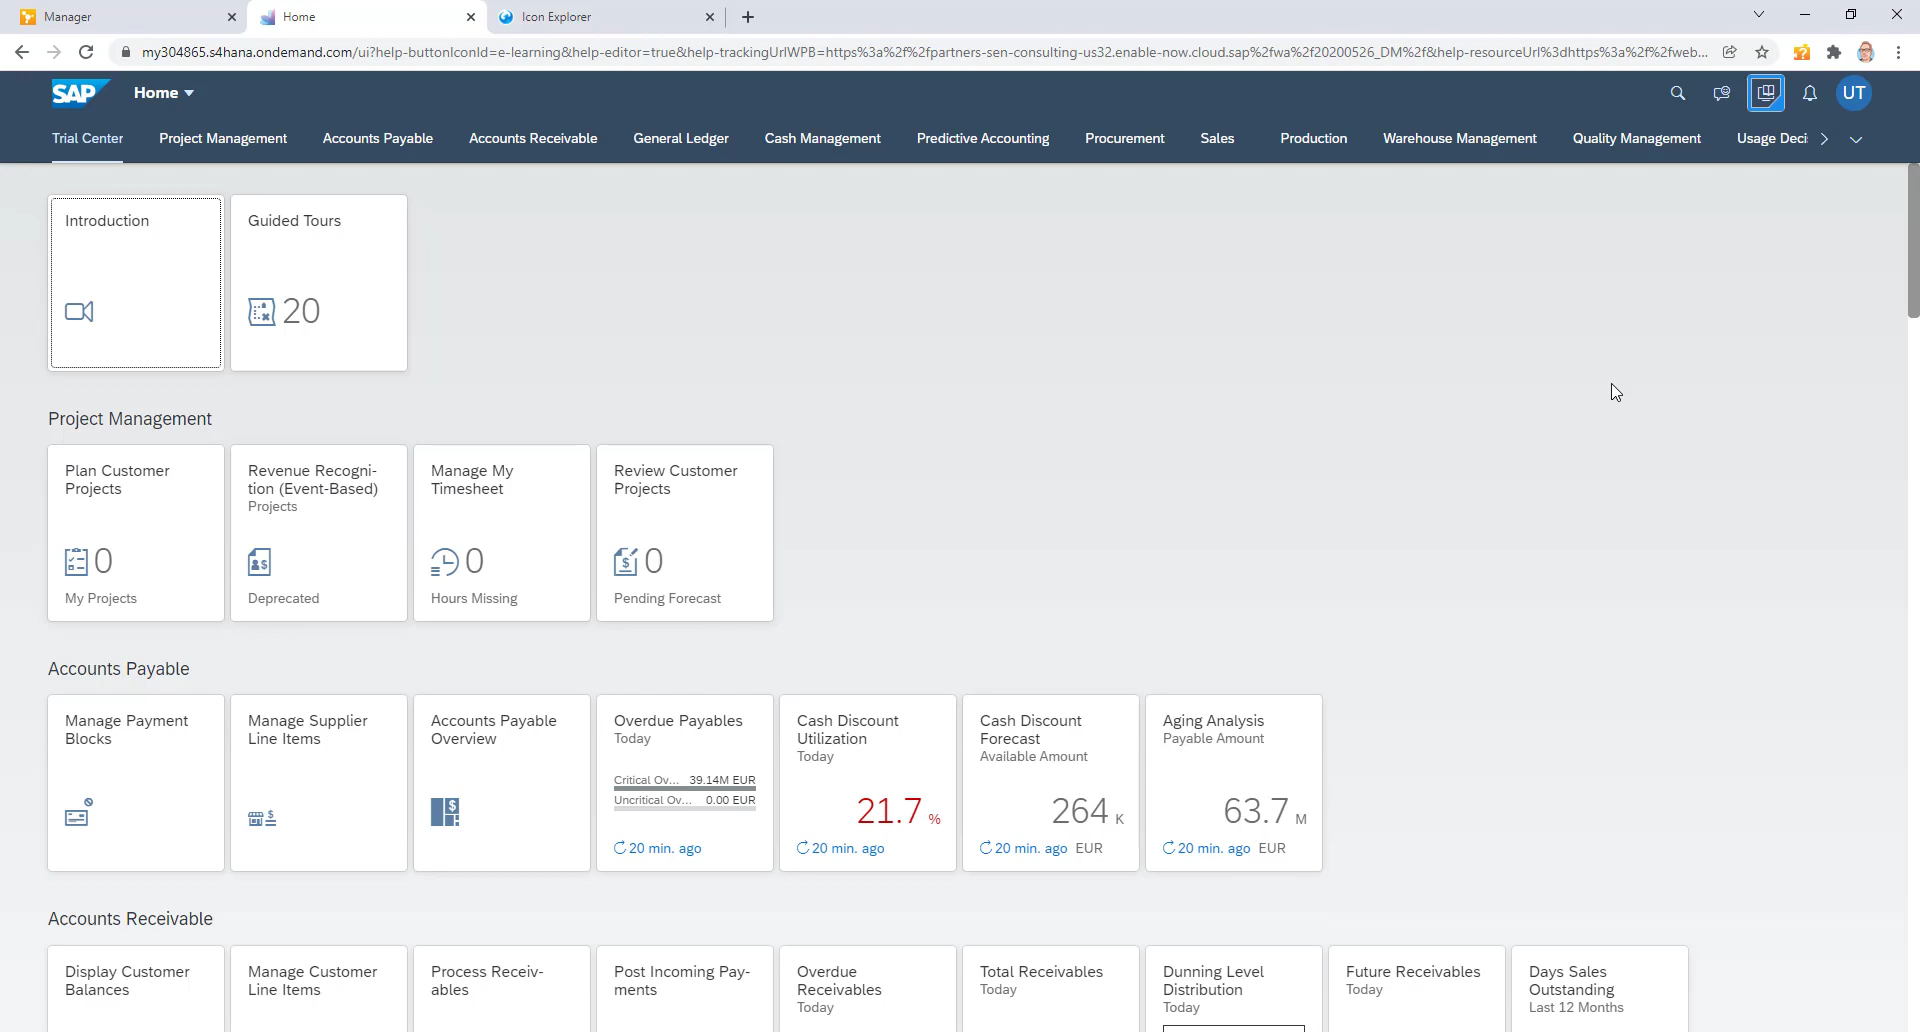 Manager
Home
Icon Explorer
my304865.s4hana.ondemand.com/ui?help-buttonIconId=e-learning&help-editor=true&help-trackingUrlWPB=https%3a%2f%2fpartners-sen-consulting-us32.enable-now.cloud.sap%2fwa%2f20200526_DM%2f&help-resourceUrl%3dhttps%3a%2f%2fweb...
SAP Home
UT
Trial Center Project Management Accounts Payable Accounts Receivable General Ledger Cash Management Predictive Accounting Procurement Sales Production Warehouse Management Quality Management Usage Deci
Introduction
Guided Tours
20
Project Management
Plan Customer
Projects
0
My Projects
Revenue Recogni-
tion (Event-Based)
Projects
Deprecated
Manage My
Timesheet
0
Hours Missing
Review Customer
Projects
0
Pending Forecast
Accounts Payable
Manage Payment
Blocks
Manage Supplier
Line Items
Accounts Payable
Overview
Overdue Payables
Today
Critical Ov... 39.14M EUR
Uncritical Ov... 0.00 EUR
20 min. ago
Cash Discount
Utilization
Today
21.7 %
20 min. ago
Cash Discount
Forecast
Available Amount
264 K
20 min. ago EUR
Aging Analysis
Payable Amount
63.7 M
20 min. ago EUR
Accounts Receivable
Display Customer
Balances
Manage Customer
Line Items
Process Receiv-
ables
Post Incoming Pay-
ments
Overdue
Receivables
Today
Total Receivables
Today
Dunning Level
Distribution
Today
Future Receivables
Today
Days Sales
Outstanding
Last 12 Months